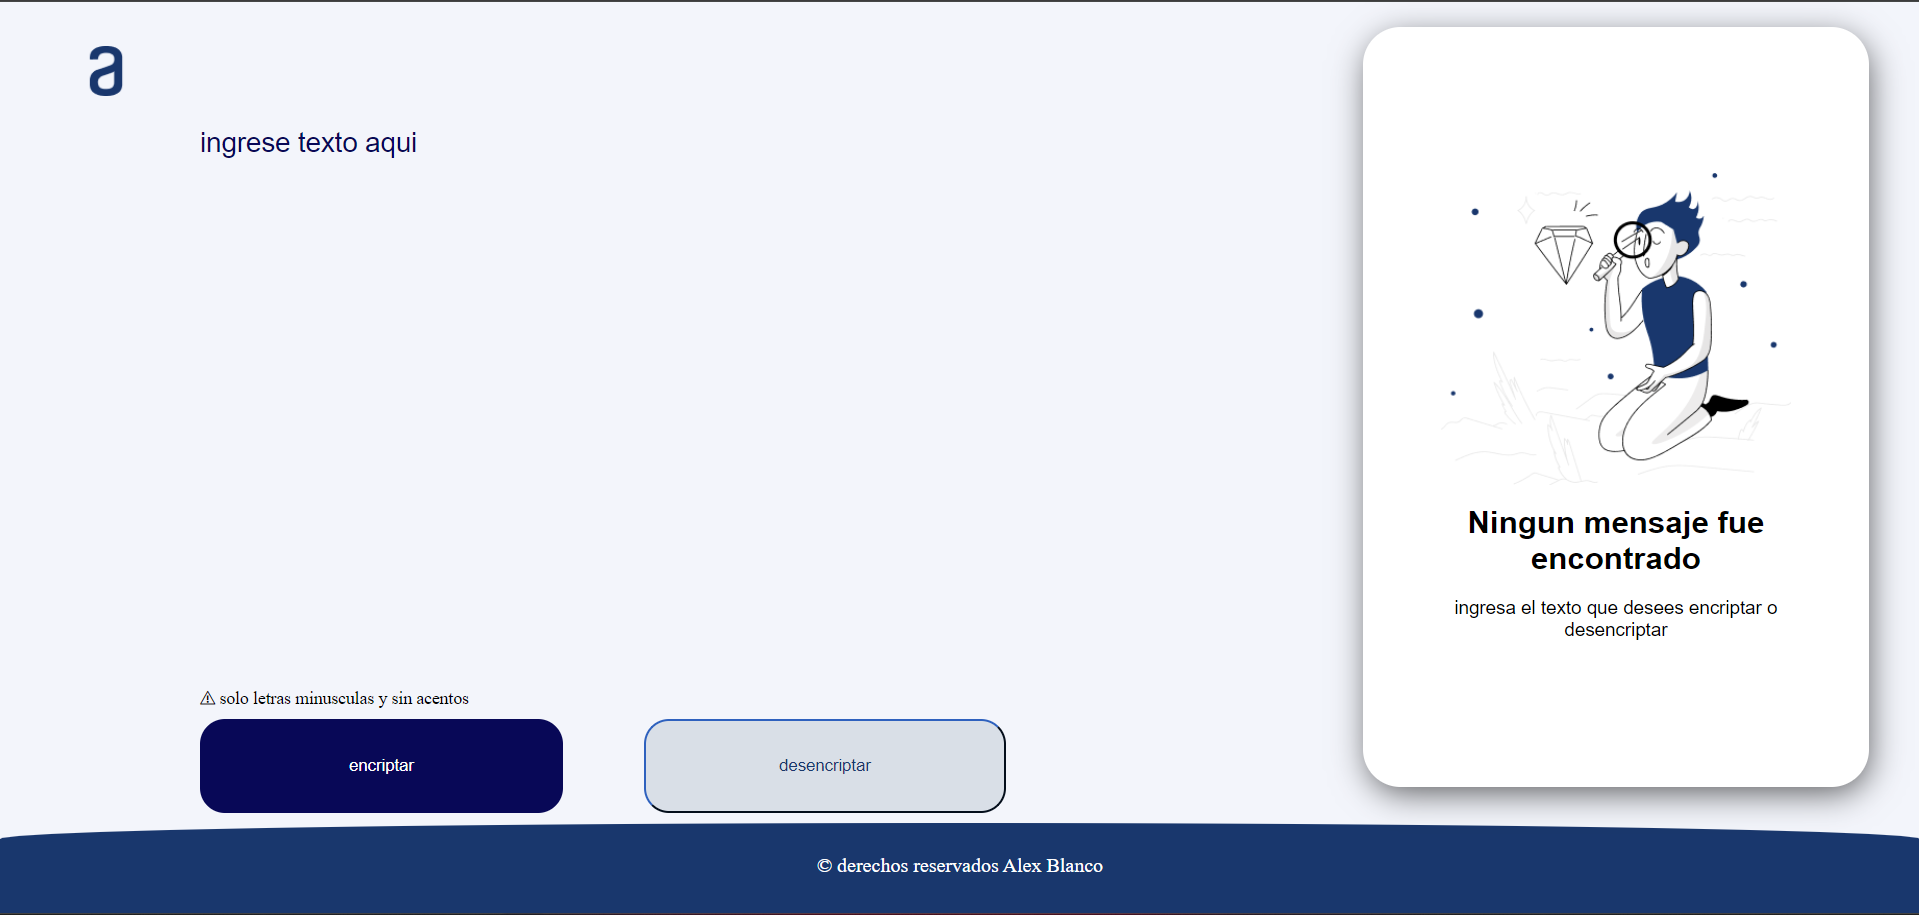 a
ingrese texto aqui
Ningun mensaje fue
encontrado
ingresa el texto que desees encriptar o
desencriptar
⚠ solo letras minusculas y sin acentos
encriptar
desencriptar
© derechos reservados Alex Blanco